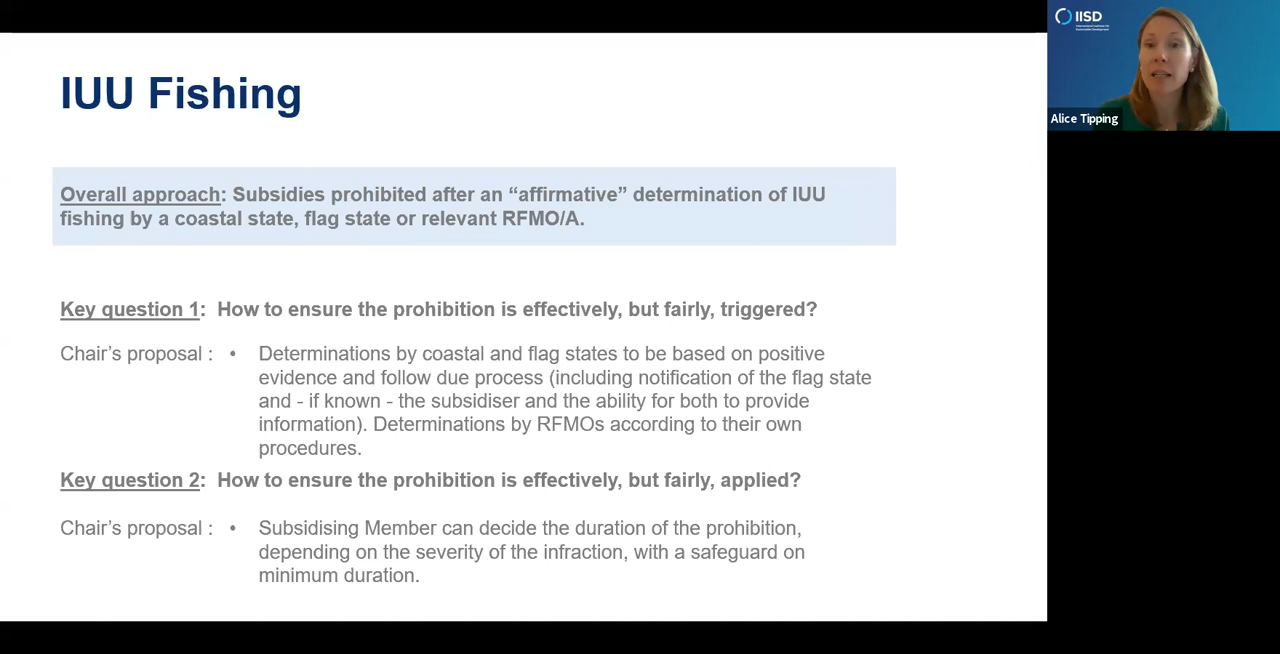 IUU Fishing
Overall approach: Subsidies prohibited after an “affirmative” determination of IUU
fishing by a coastal state, flag state or relevant RFMO/A.
Key question 1: How to ensure the prohibition is effectively, but fairly, triggered?
Chair’s proposal : • Determinations by coastal and flag states to be based on positive
evidence and follow due process (including notification of the flag state
and - if known - the subsidiser and the ability for both to provide
information). Determinations by RFMOs according to their own
procedures.
Key question 2: How to ensure the prohibition is effectively, but fairly, applied?
Chair’s proposal : • Subsidising Member can decide the duration of the prohibition,
depending on the severity of the infraction, with a safeguard on
minimum duration.
IISD
International Institute for
Sustainable Development
Alice Tipping